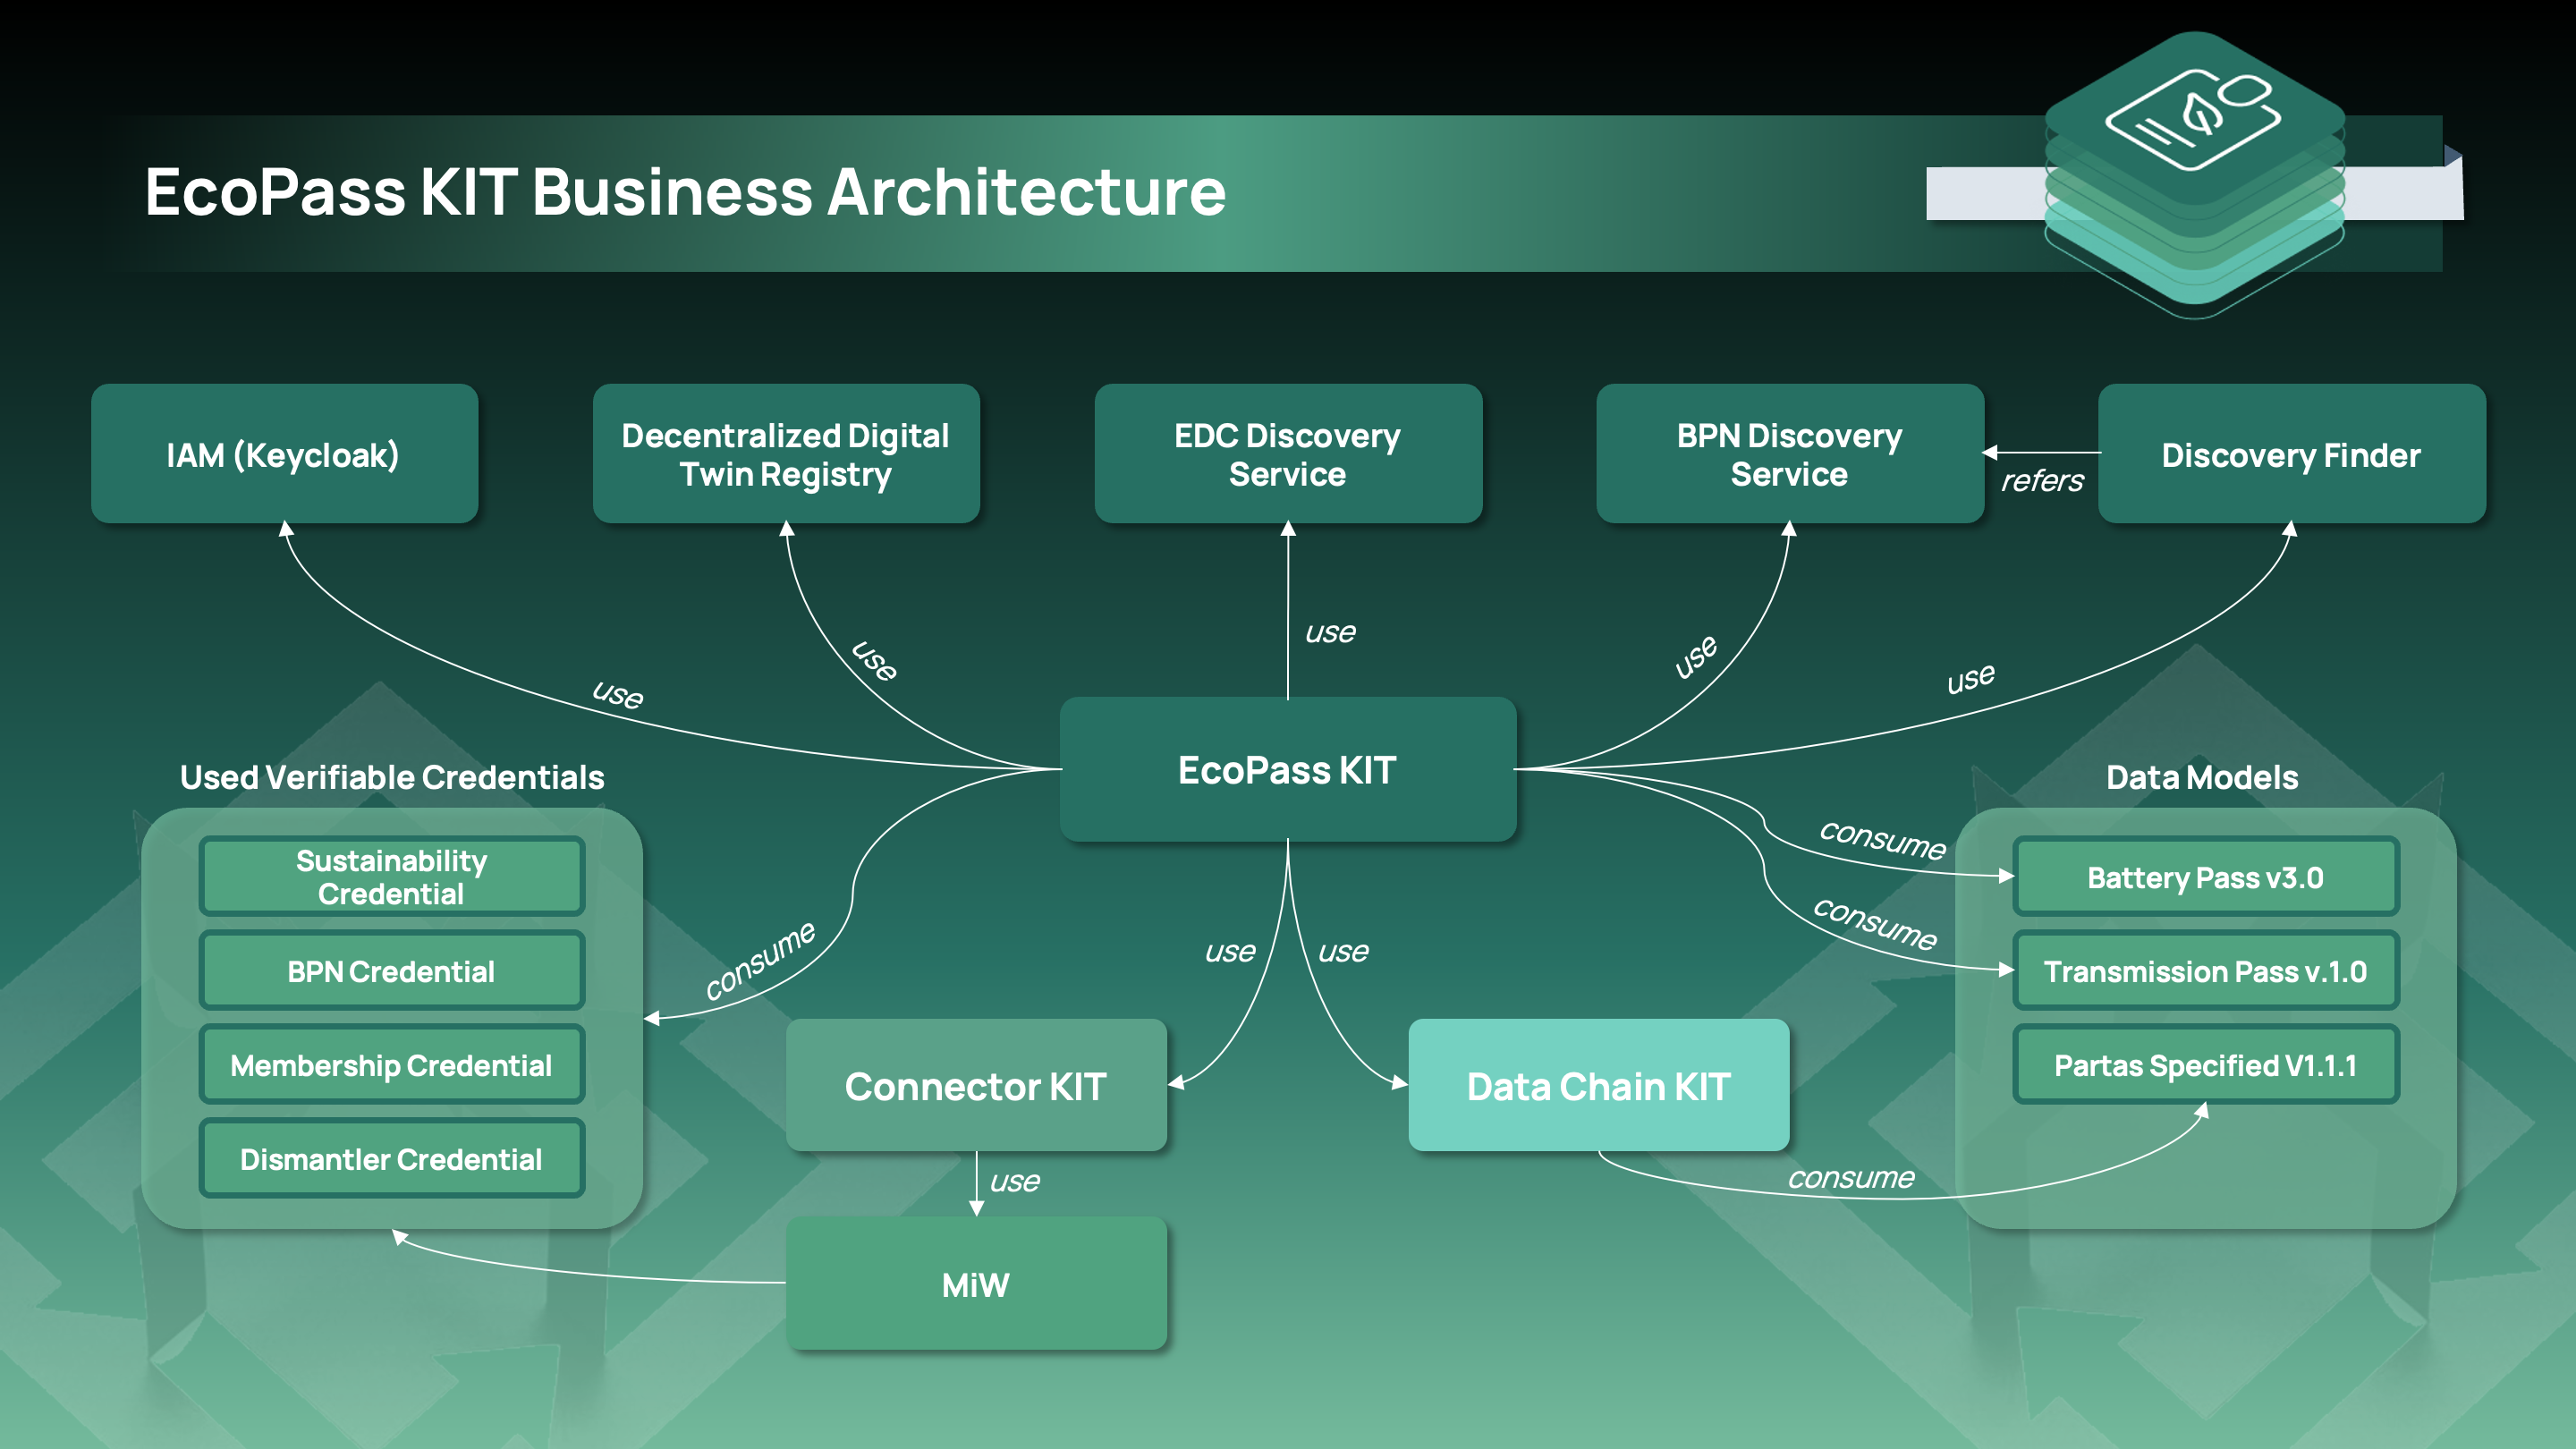 EcoPass KIT Business Architecture
IAM (Keycloak)
Decentralized Digital
Twin Registry
EDC Discovery
Service
BPN Discovery
Service
refers
Discovery Finder
use
use
use
use
use
EcoPass KIT
Used Verifiable Credentials
Sustainability
Credential
BPN Credential
Membership Credential
Dismantler Credential
consume
use
use
Connector KIT
use
MiW
Data Chain KIT
consume
consume
consume
Data Models
Battery Pass v3.0
Transmission Pass v.1.0
Partas Specified V1.1.1